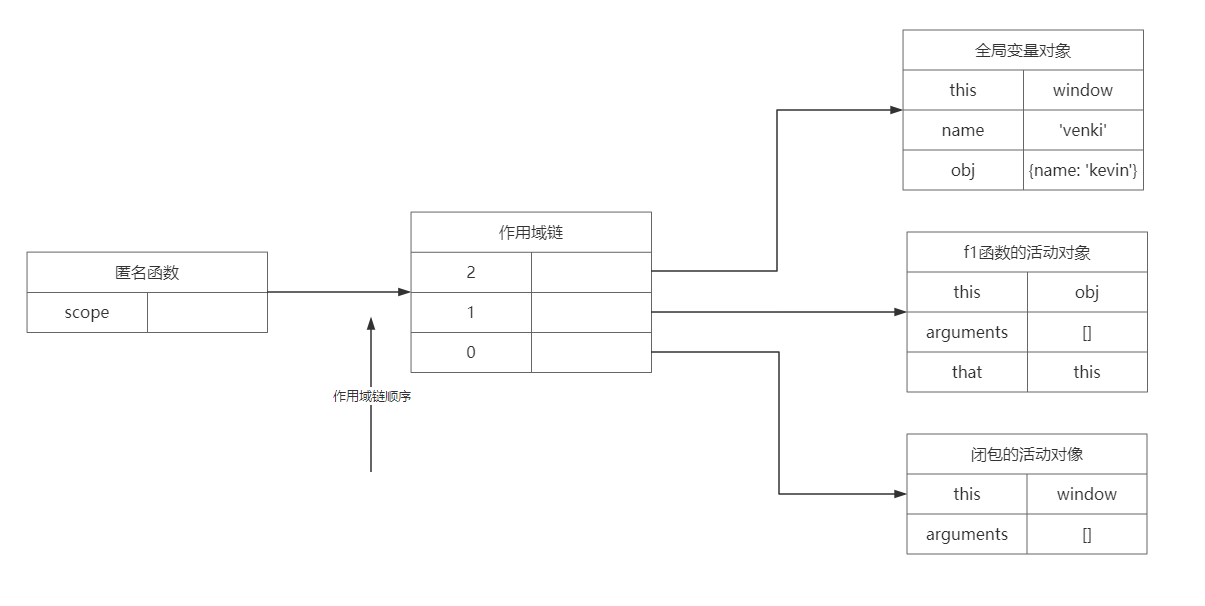 全局变量对象
this window
name 'venki'
obj {name: 'kevin'}
作用域链
2
1
0
匿名函数
scope
作用域链顺序
f1函数的活动对象
this obj
arguments []
that this
闭包的活动对像
this window
arguments []